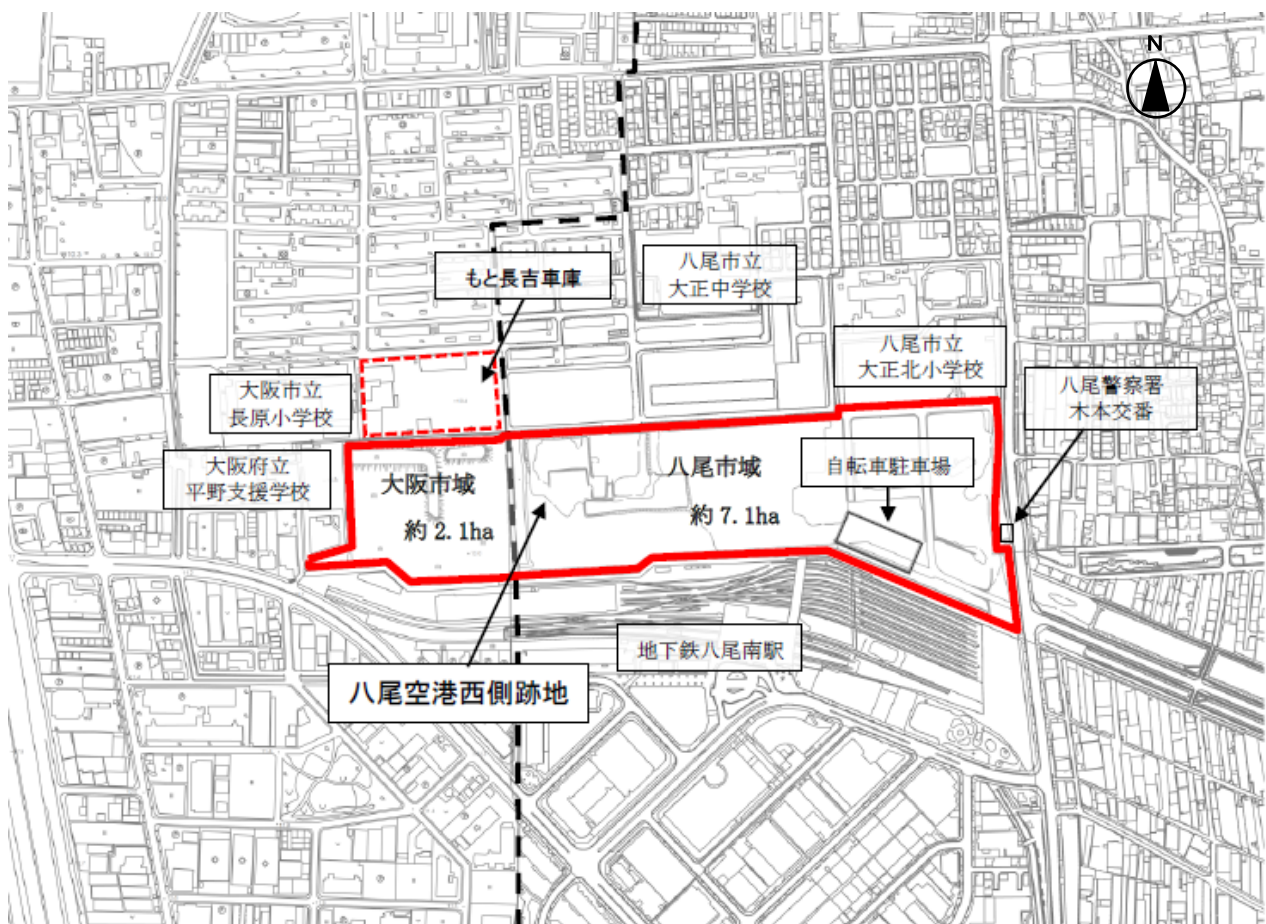 N
八尾市立
大正中学校
もと長吉車庫
八尾市立
大正北小学校
八尾警察署
木本交番
大阪市立
長原小学校
大阪府立
平野支援学校
大阪市域
約 2.1ha
八尾市域
約 7.1ha
自転車駐車場
地下鉄八尾南駅
八尾空港西側跡地